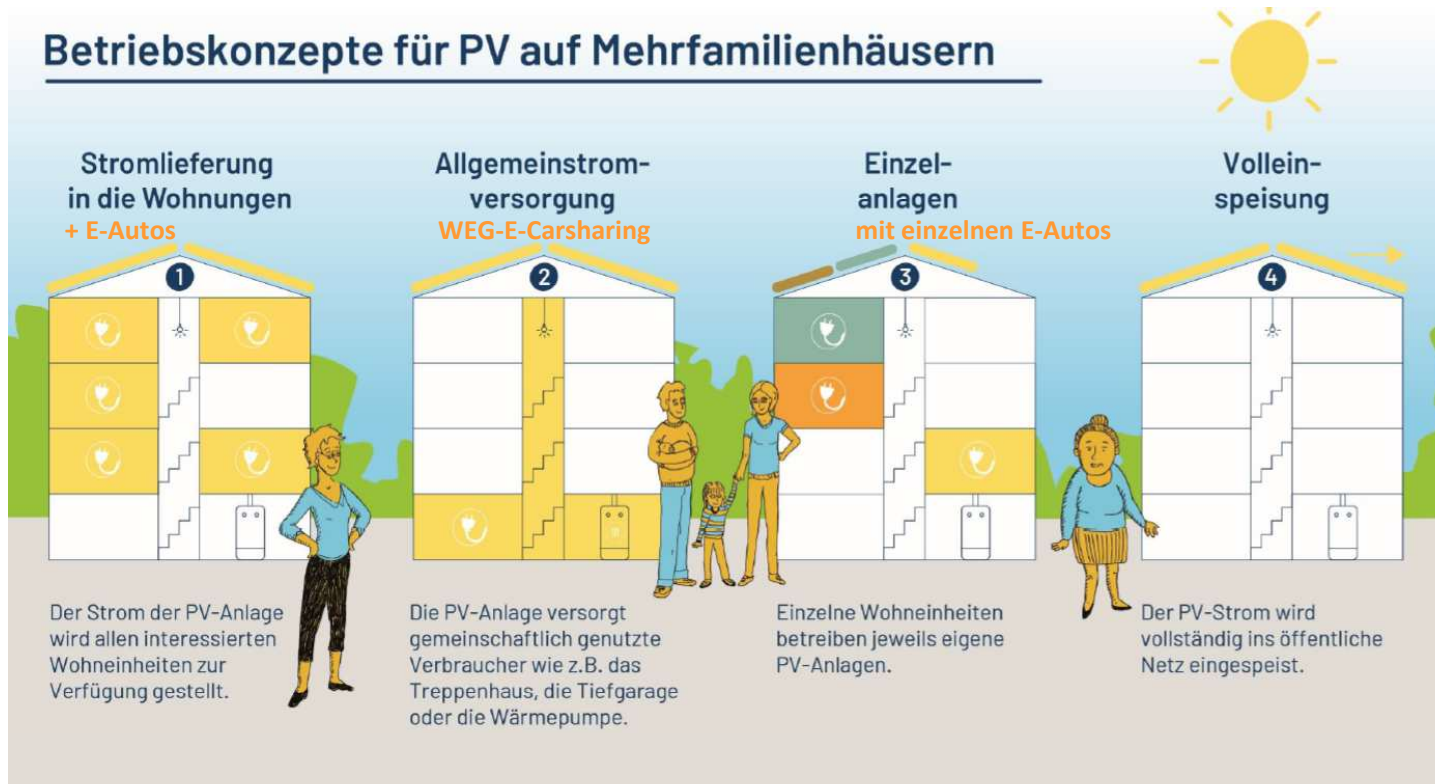 Betriebskonzepte für PV auf Mehrfamilienhäusern
Stromlieferung
in die Wohnungen
+ E-Autos
1
Der Strom der PV-Anlage
wird allen interessierten
Wohneinheiten zur
Verfügung gestellt.
Allgemeinstrom-
versorgung
WEG-E-Carsharing
2
Die PV-Anlage versorgt
gemeinschaftlich genutzte
Verbraucher wie z.B. das
Treppenhaus, die Tiefgarage
oder die Wärmepumpe.
Einzel-
anlagen
mit einzelnen E-Autos
3
Einzelne Wohneinheiten
betreiben jeweils eigene
PV-Anlagen.
Vollein-
speisung
4
Der PV-Strom wird
vollständig ins öffentliche
Netz eingespeist.